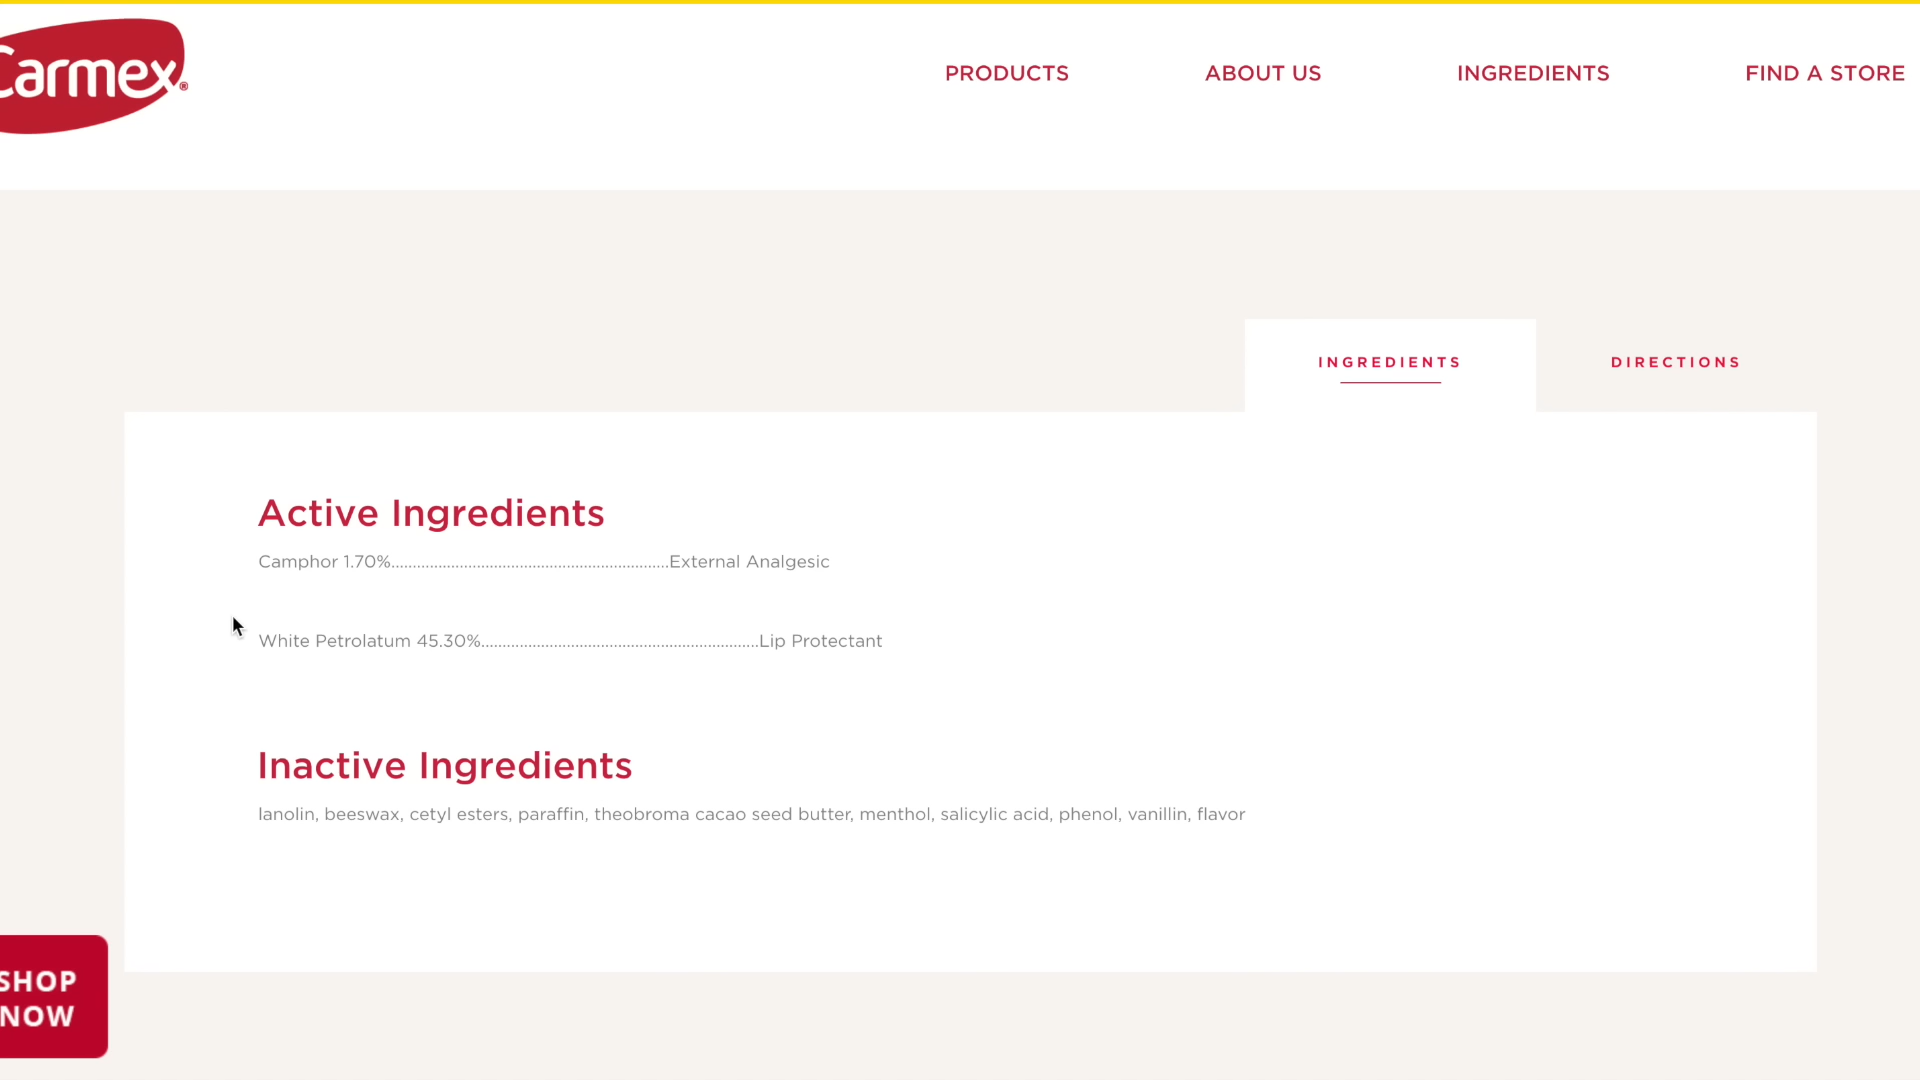 Carmex®
PRODUCTS
ABOUT US
INGREDIENTS
FIND A STORE
INGREDIENTS
DIRECTIONS
Active Ingredients
Camphor 1.70%.................................................................External Analgesic
White Petrolatum 45.30%.................................................................Lip Protectant
Inactive Ingredients
lanolin, beeswax, cetyl esters, paraffin, theobroma cacao seed butter, menthol, salicylic acid, phenol, vanillin, flavor
SHOP
NOW